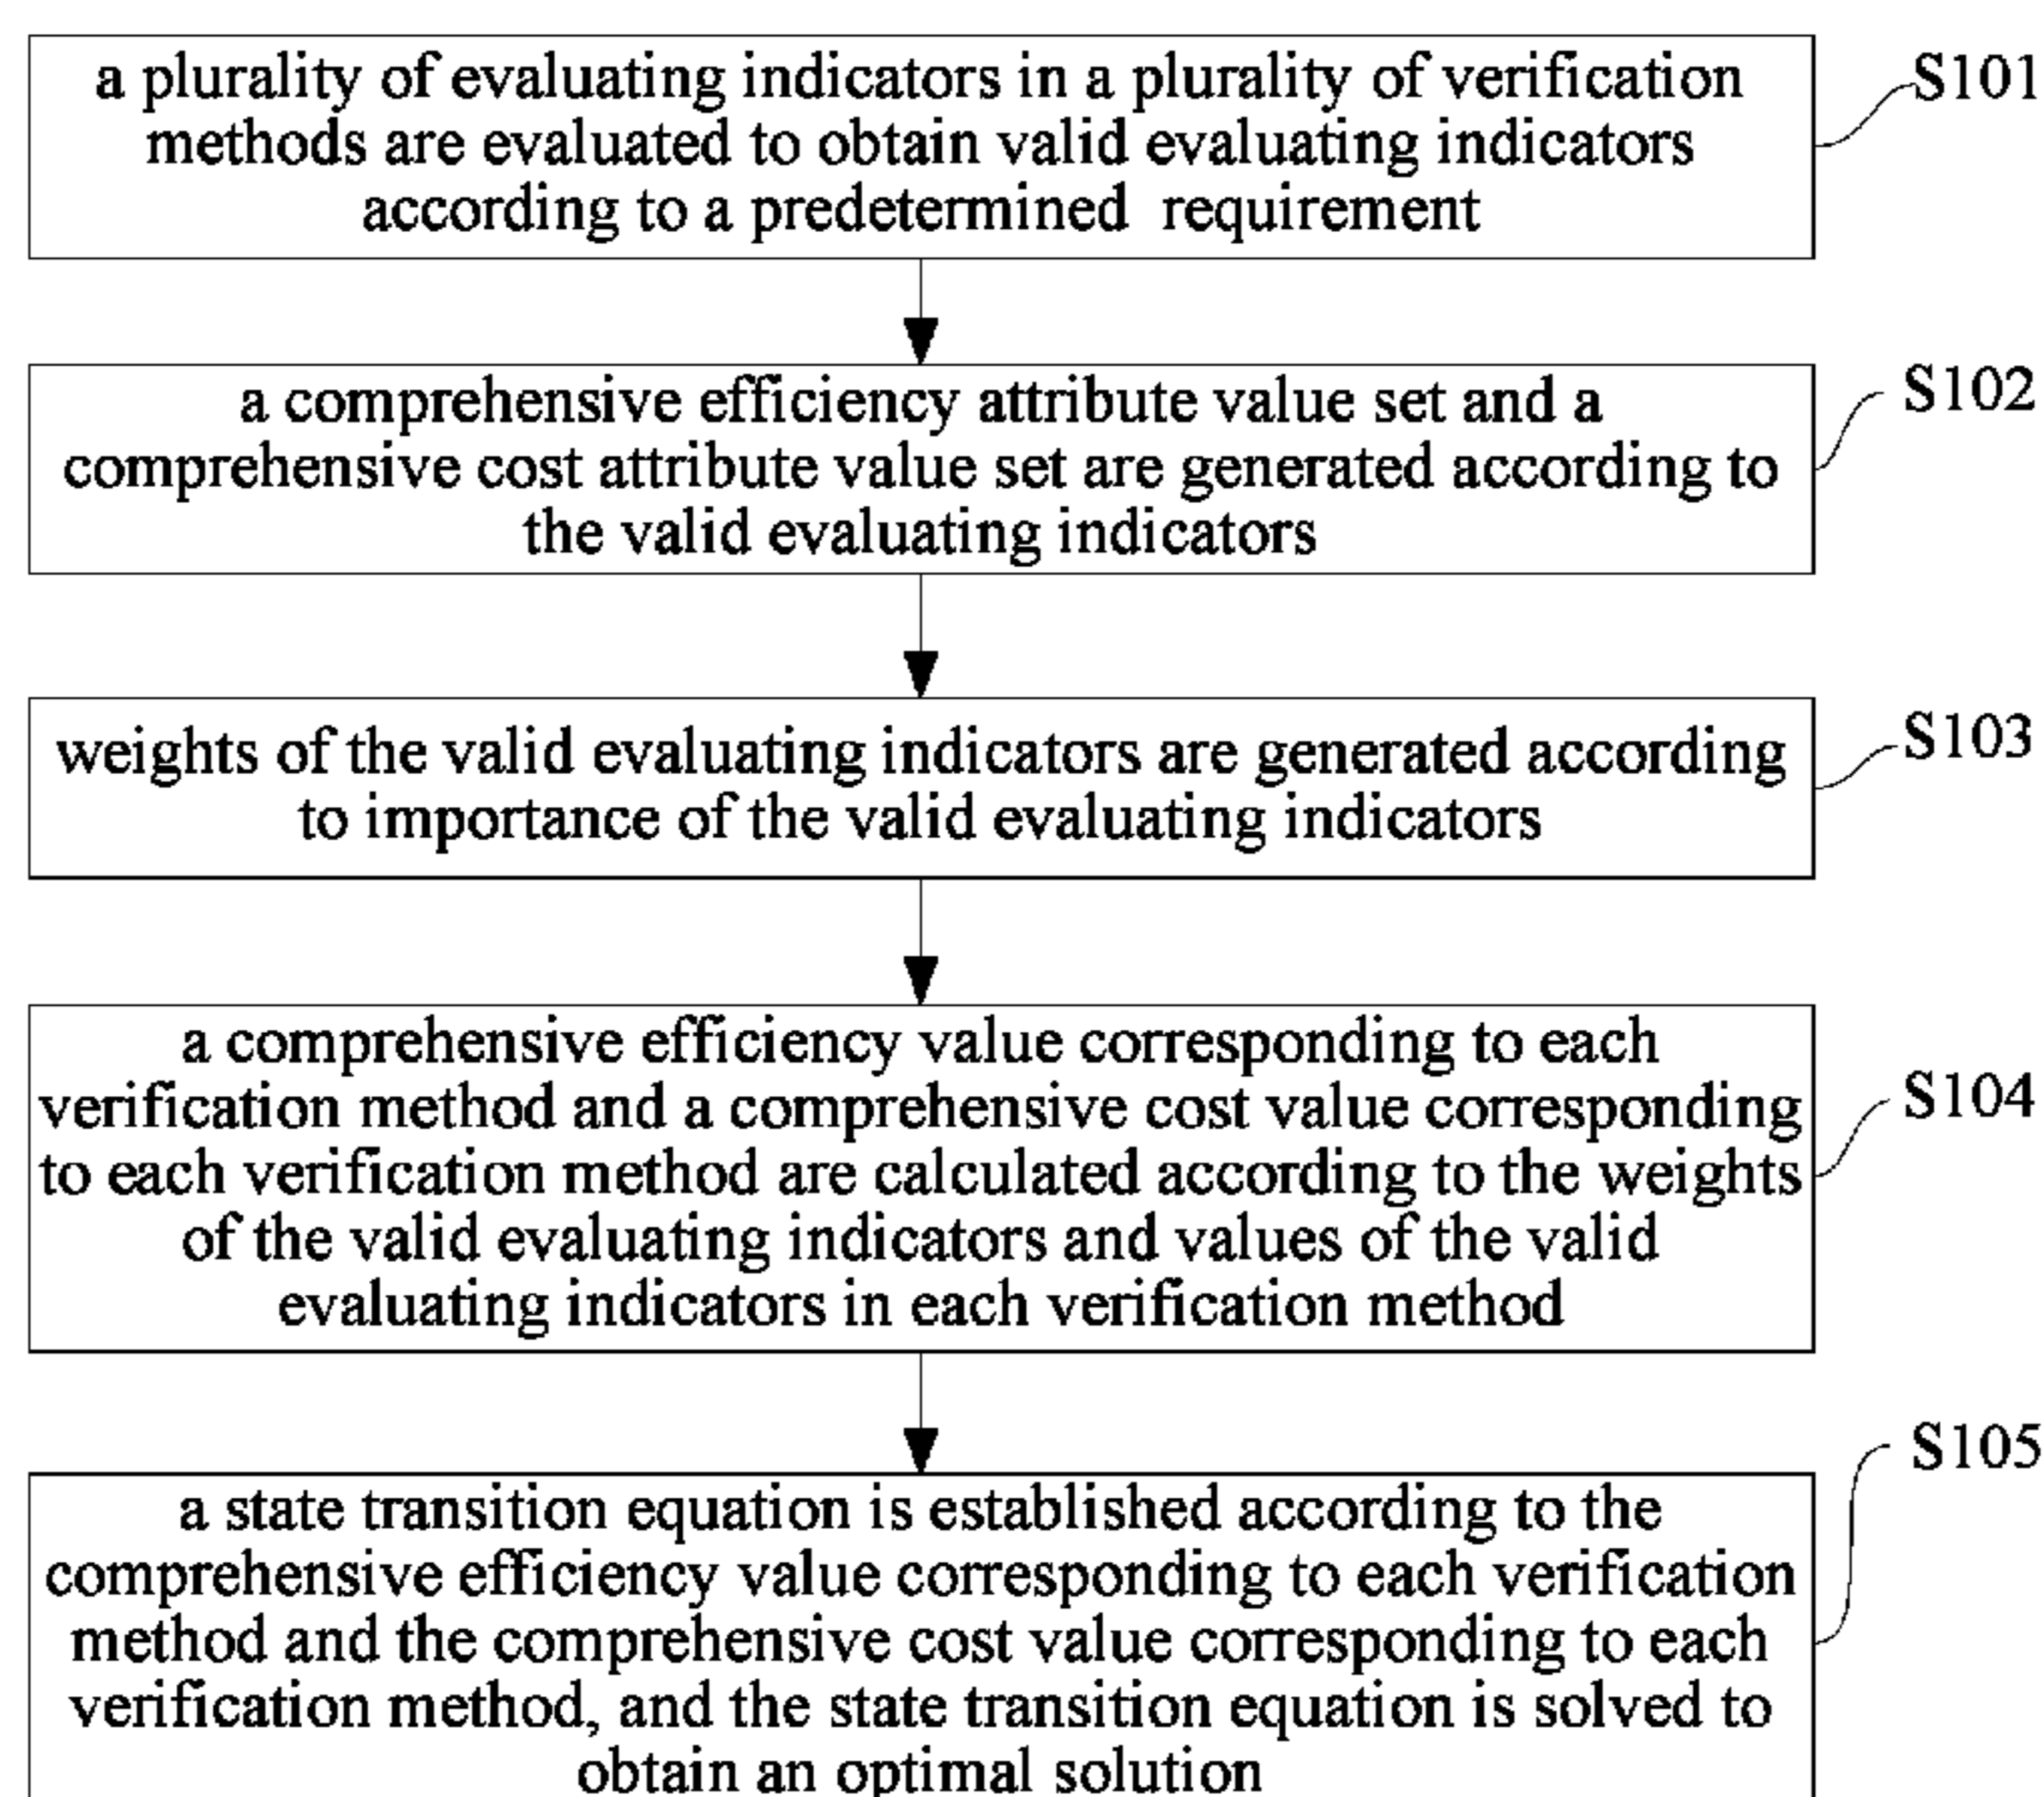 a plurality of evaluating indicators in a plurality of verification
methods are evaluated to obtain valid evaluating indicators
according to a predetermined requirement
S101
a comprehensive efficiency attribute value set and a
comprehensive cost attribute value set are generated according to
the valid evaluating indicators
S102
weights of the valid evaluating indicators are generated according
to importance of the valid evaluating indicators
S103
a comprehensive efficiency value corresponding to each
verification method and a comprehensive cost value corresponding
to each verification method are calculated according to the weights
of the valid evaluating indicators and values of the valid
evaluating indicators in each verification method
S104
a state transition equation is established according to the
comprehensive efficiency value corresponding to each verification
method and the comprehensive cost value corresponding to each
verification method, and the state transition equation is solved to
obtain an optimal solution
S105